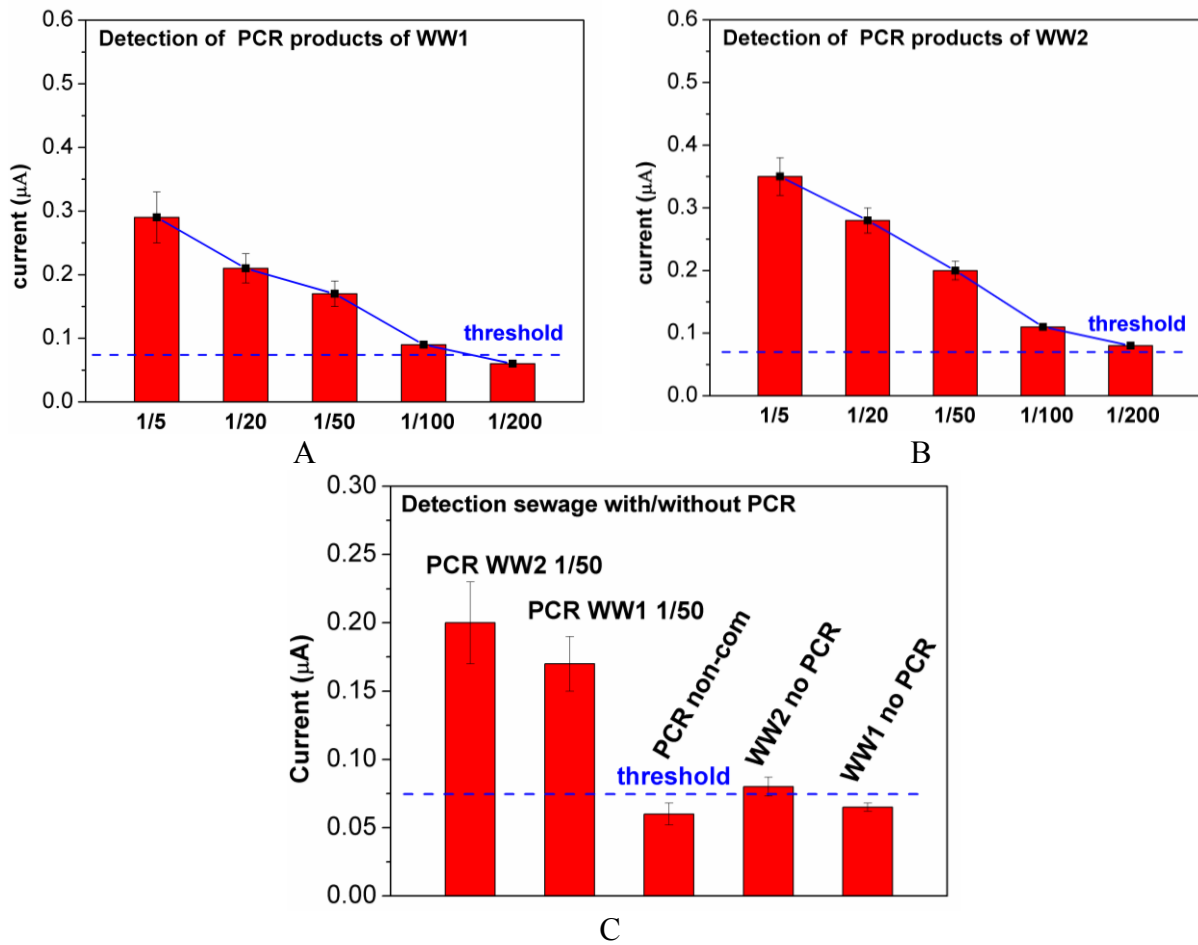 Detection of PCR products of WW1
current (μA)
0.6
0.5
0.4
0.3
0.2
0.1
0.0
threshold
1/5 1/20 1/50 1/100 1/200
A
Detection of PCR products of WW2
current (μA)
0.6
0.5
0.4
0.3
0.2
0.1
0.0
threshold
1/5 1/20 1/50 1/100 1/200
B
Detection sewage with/without PCR
Current (μA)
0.30
0.25
0.20
0.15
0.10
0.05
0.00
PCR WW2 1/50
PCR WW1 1/50
PCR non-com
WW2 no PCR
WW1 no PCR
threshold
C